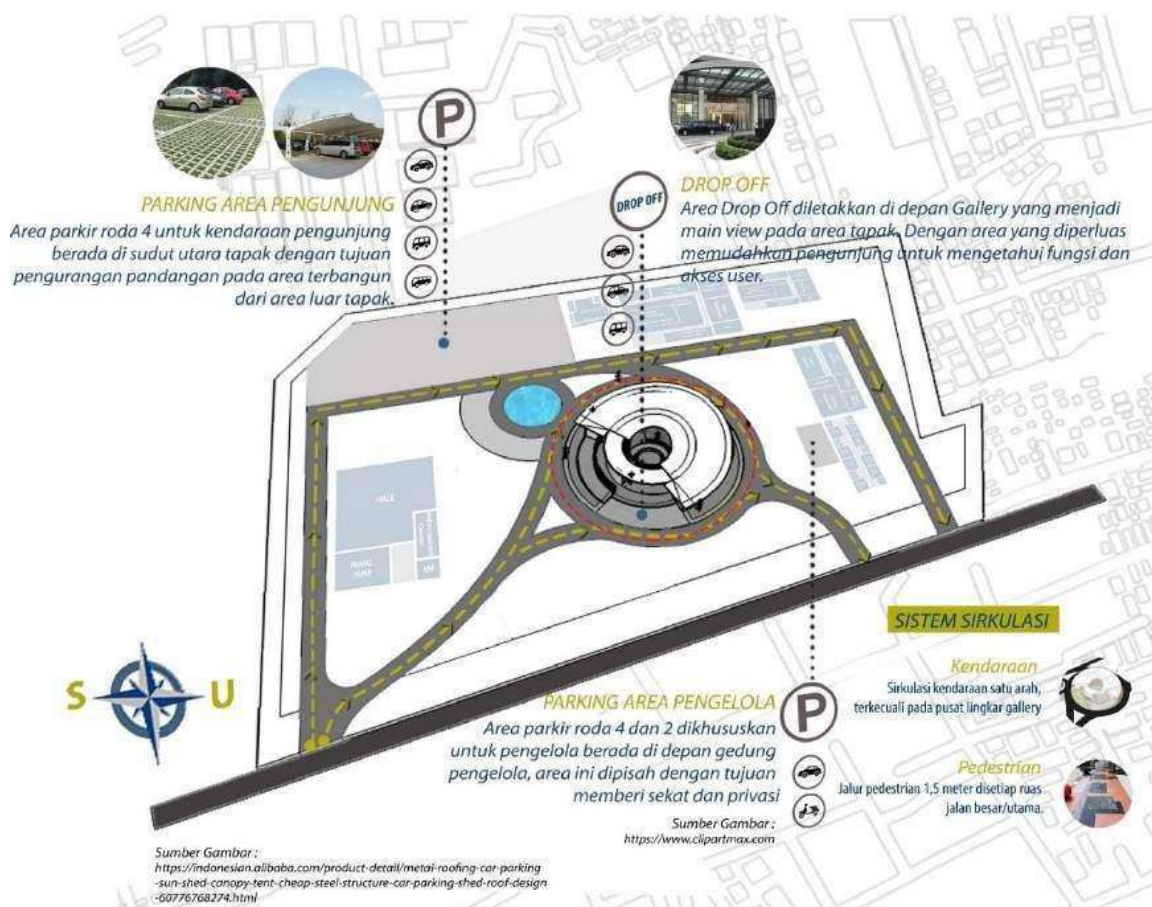 P
PARKING AREA PENGUNJUNG
Area parkir roda 4 untuk kendaraan pengunjung
berada di sudut utara tapak dengan tujuan
pengurangan pandangan pada area terbangun
dari area luar tapak.
DROP OFF
DROP OFF
Area Drop Off diletakkan di depan Gallery yang menjadi
main view pada area tapak. Dengan area yang diperluas
memudahkan pengunjung untuk mengetahui fungsi dan
akses user.
HALL
S U
SISTEM SIRKULASI
Kendaraan
Sirkulasi kendaraan satu arah,
terkecuali pada pusat lingkar gallery
Pedestrian
Jalur pedestrian 1,5 meter disetiap ruas
jalan besar/utama.
PARKING AREA PENGELOLA
P
Area parkir roda 4 dan 2 dikhususkan
untuk pengelola berada di depan gedung
pengelola, area ini dipisah dengan tujuan
memberi sekat dan privasi
Sumber Gambar :
https://www.clipartmax.com
Sumber Gambar :
https://indonesian.alibaba.com/product-detail/metal-roofing-car-parking
-sun-shed-canopy-tent-cheap-steel-structure-car-parking-shed-roof-design
-60776768274.html